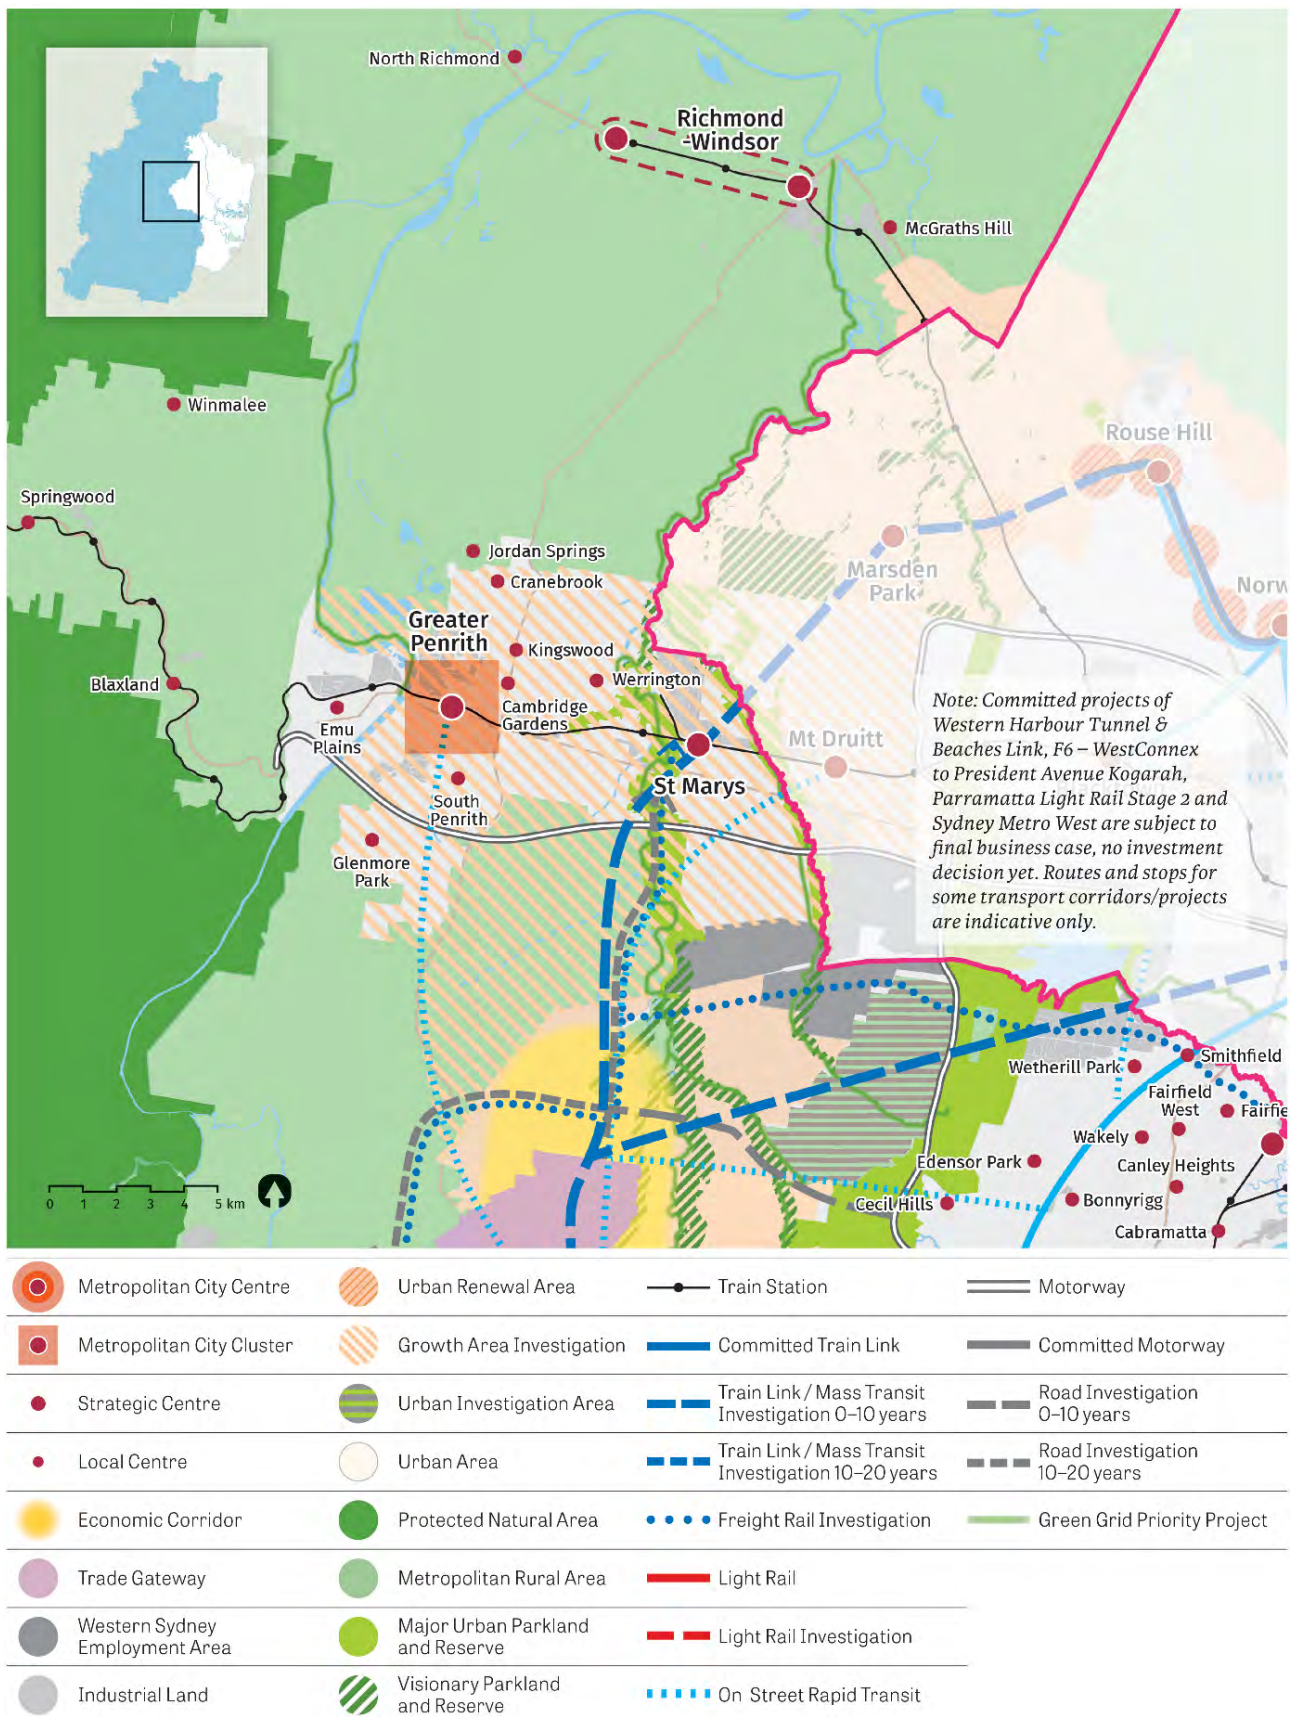 North Richmond
Richmond
-Windsor
McGraths Hill
Winmalee
Rouse Hill
Springwood
Marsden
Park
Norw
Jordan Springs
Cranebrook
Greater
Penrith
Kingswood
Blaxland
Werrington
Cambridge
Gardens
Emu
Plains
Mt Druitt
St Marys
South
Penrith
Glenmore
Park
Note: Committed projects of
Western Harbour Tunnel &
Beaches Link, F6 – WestConnex
to President Avenue Kogarah,
Parramatta Light Rail Stage 2 and
Sydney Metro West are subject to
final business case, no investment
decision yet. Routes and stops for
some transport corridors/projects
are indicative only.
Smithfield
Wetherill Park
Fairfield
West
Fairfie
Wakely
Canley Heights
Edensor Park
Cecil Hills
Bonnyrigg
Cabramatta
0 1 2 3 4 5 km
Metropolitan City Centre
Urban Renewal Area
Train Station
Motorway
Metropolitan City Cluster
Growth Area Investigation
Committed Train Link
Committed Motorway
Strategic Centre
Urban Investigation Area
Train Link / Mass Transit
Investigation 0–10 years
Road Investigation
0–10 years
Local Centre
Urban Area
Train Link / Mass Transit
Investigation 10–20 years
Road Investigation
10–20 years
Economic Corridor
Protected Natural Area
Freight Rail Investigation
Green Grid Priority Project
Trade Gateway
Metropolitan Rural Area
Light Rail
Western Sydney
Employment Area
Major Urban Parkland
and Reserve
Light Rail Investigation
Industrial Land
Visionary Parkland
and Reserve
On Street Rapid Transit